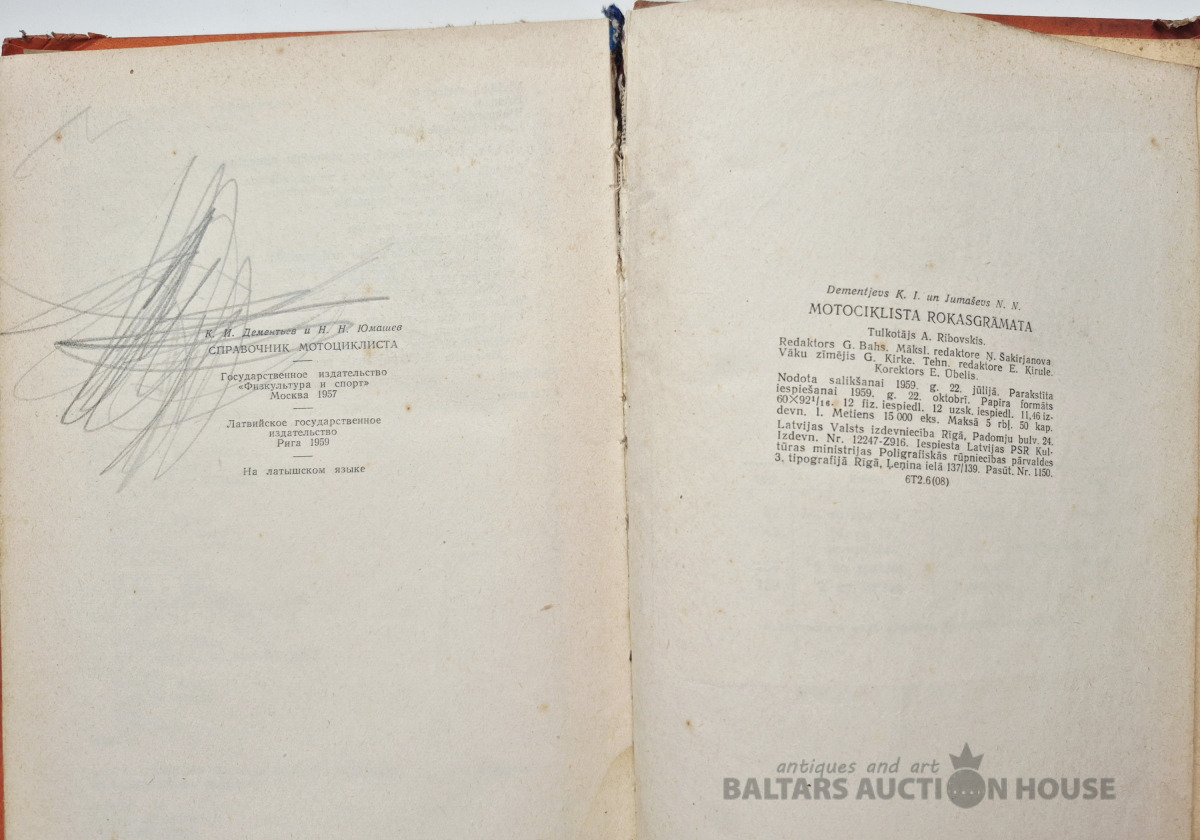 К. И. Дементьев и Н. Н. Юмашев
СПРАВОЧНИК МОТОЦИКЛИСТА
Государственное издательство
«Физкультура и спорт»
Москва 1957
Латвийское государственное
издательство
Рига 1959
На латышском языке
Dementjevs K. I. un Jumaševs N. N.
MOTOCIKLISTA ROKASGRĀMATA
Tulkotājs A. Ribovskis.
Redaktors G. Bahs. Māksl. redaktore N. Šakirjanova.
Vāku zīmējis G. Kirke. Tehn. redaktore E. Kirule.
Korektors E. Ūbelis.
Nodota salikšanai 1959. g. 22. jūlijā. Parakstīta
iespiešanai 1959. g. 22. oktobrī. Papīra formāts
60×92¹/₁₆. 12 fiz. iespiedl. 12 uzsk. iespiedl. 11,46 iz-
devn. l. Metiens 15 000 eks. Maksā 5 rbļ. 50 kap.
Latvijas Valsts izdevniecība Rīgā, Padomju bulv. 24.
Izdevn. Nr. 12247-Z916. Iespiesta Latvijas PSR Kul-
tūras ministrijas Poligrafiskās rūpniecības pārvaldes
3. tipogrāfijā Rīgā, Ļeņina ielā 137/139. Pasūt. Nr. 1150.
6T2.6(08)
antiques and art
BALTARS AUCTION HOUSE